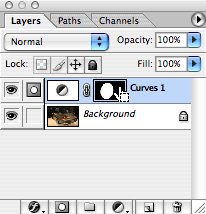 Layers Paths Channels
Normal Opacity: 100%
Lock: Fill: 100%
Curves 1
Background